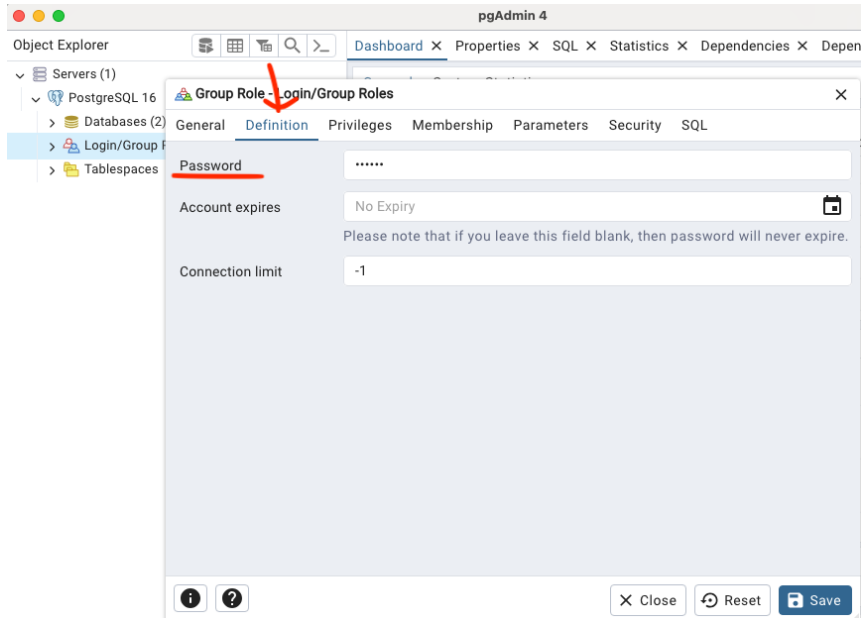 pgAdmin 4
Object Explorer
Dashboard Properties SQL Statistics Dependencies Depen
Servers (1)
PostgreSQL 16
Databases (2)
Login/Group
Tablespaces
Group Role - Login/Group Roles
General Definition Privileges Membership Parameters Security SQL
Password ••••••
Account expires No Expiry
Please note that if you leave this field blank, then password will never expire.
Connection limit -1
Close Reset Save